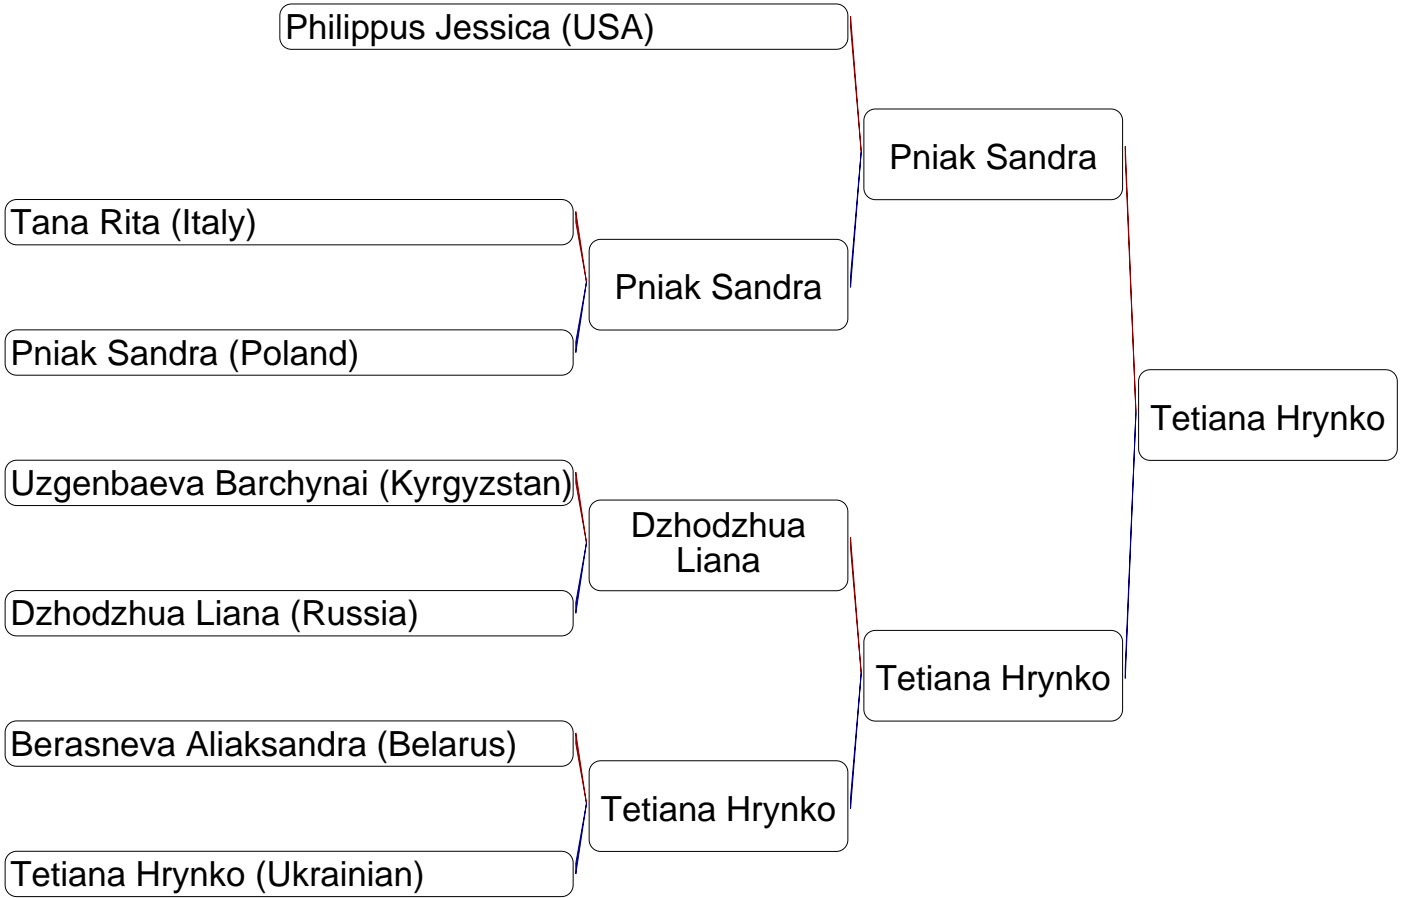 Philippus Jessica (USA)
Pniak Sandra
Tana Rita (Italy)
Pniak Sandra
Pniak Sandra (Poland)
Tetiana Hrynko
Uzgenbaeva Barchynai (Kyrgyzstan)
Dzhodzhua
Liana
Dzhodzhua Liana (Russia)
Tetiana Hrynko
Berasneva Aliaksandra (Belarus)
Tetiana Hrynko
Tetiana Hrynko (Ukrainian)